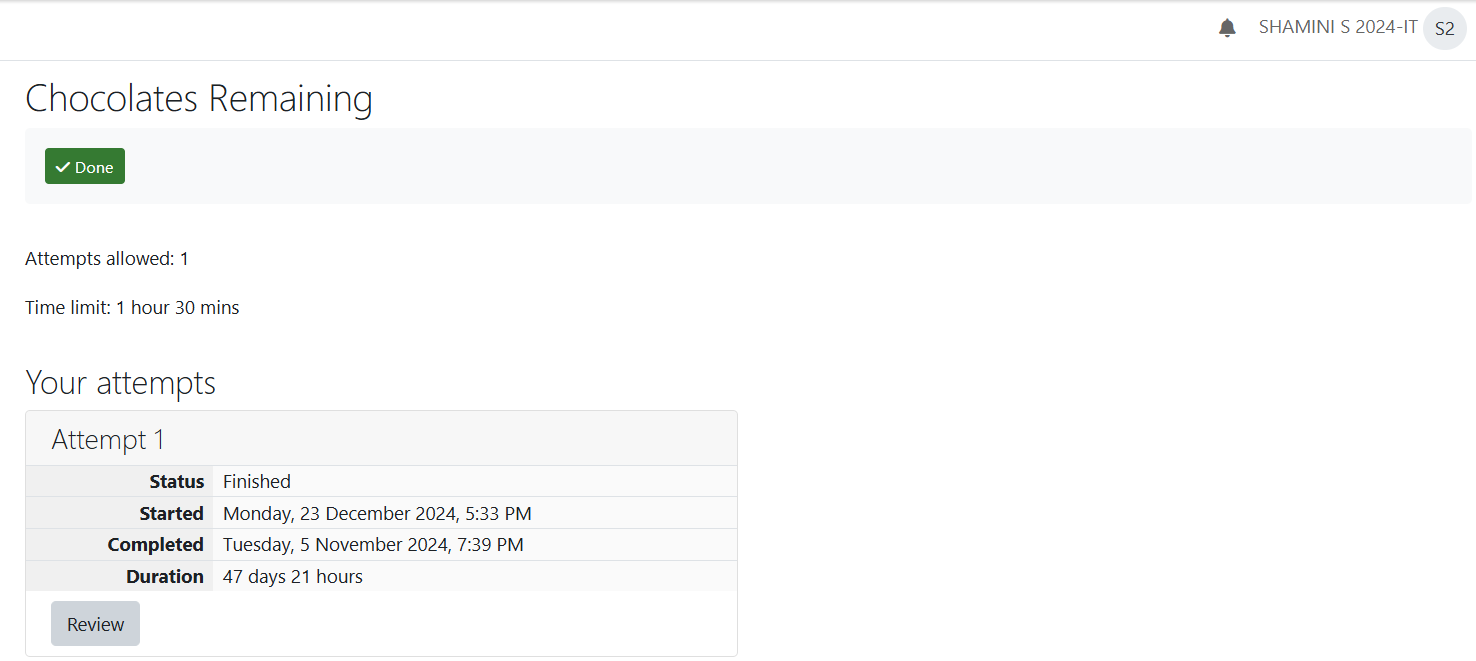 SHAMINI S 2024-IT S2
Chocolates Remaining
Done
Attempts allowed: 1
Time limit: 1 hour 30 mins
Your attempts
Attempt 1
Status Finished
Started Monday, 23 December 2024, 5:33 PM
Completed Tuesday, 5 November 2024, 7:39 PM
Duration 47 days 21 hours
Review